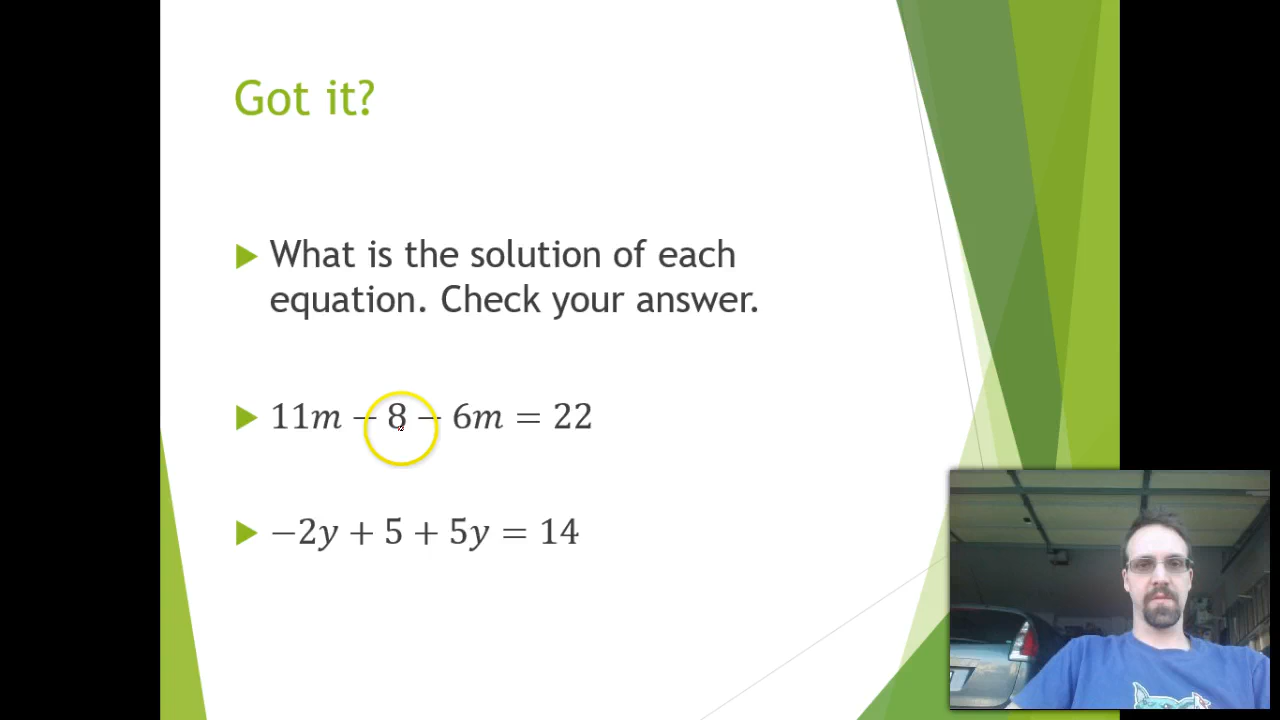 Got it?
What is the solution of each
equation. Check your answer.
11m − 8 − 6m = 22
−2y + 5 + 5y = 14